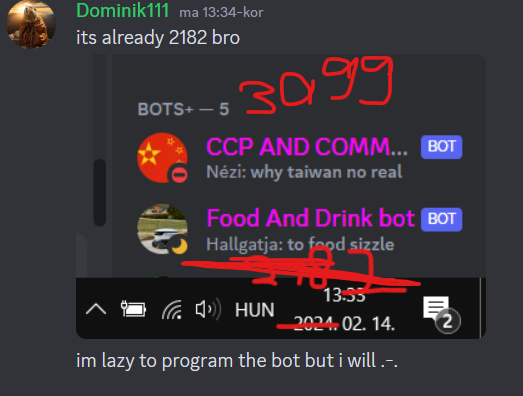 Dominik111 ma 13:34-kor
its already 2182 bro
BOTS+ — 5
CCP AND COMM... BOT
Nézi: why taiwan no real
Food And Drink bot BOT
Hallgatja: to food sizzle
13:33
HUN
2024. 02. 14.
2
im lazy to program the bot but i will .-.